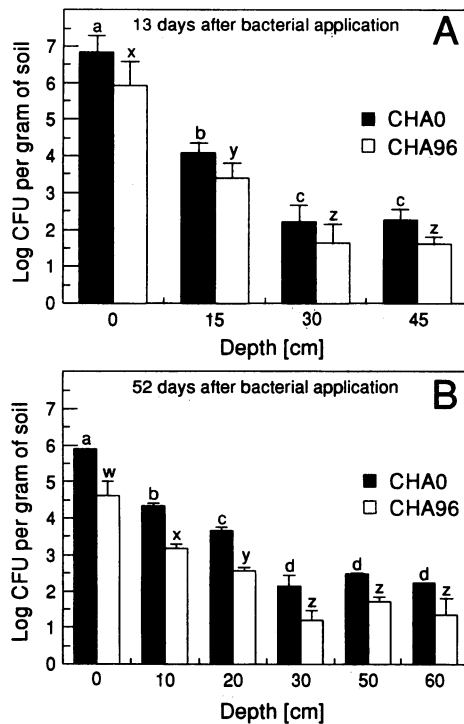 13 days after bacterial application
A
Log CFU per gram of soil
7
6
5
4
3
2
1
0
a
x
b
y
c
z
c
z
CHA0
CHA96
0 15 30 45
Depth [cm]
52 days after bacterial application
B
Log CFU per gram of soil
7
6
5
4
3
2
1
0
a
w
b
x
c
y
d
z
d
z
d
z
CHA0
CHA96
0 10 20 30 50 60
Depth [cm]